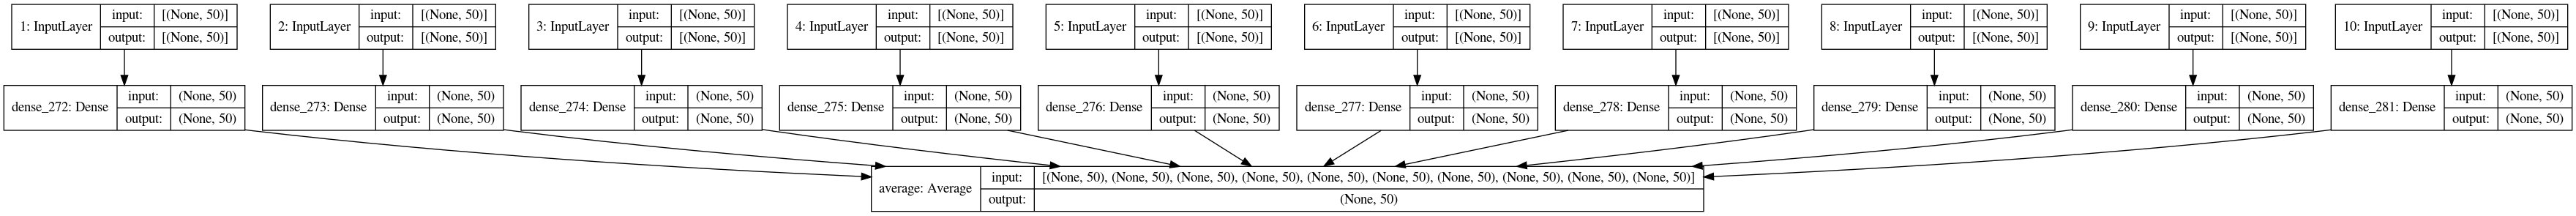 1: InputLayer input: [(None, 50)] output: [(None, 50)]
2: InputLayer input: [(None, 50)] output: [(None, 50)]
3: InputLayer input: [(None, 50)] output: [(None, 50)]
4: InputLayer input: [(None, 50)] output: [(None, 50)]
5: InputLayer input: [(None, 50)] output: [(None, 50)]
6: InputLayer input: [(None, 50)] output: [(None, 50)]
7: InputLayer input: [(None, 50)] output: [(None, 50)]
8: InputLayer input: [(None, 50)] output: [(None, 50)]
9: InputLayer input: [(None, 50)] output: [(None, 50)]
10: InputLayer input: [(None, 50)] output: [(None, 50)]
dense_272: Dense input: (None, 50) output: (None, 50)
dense_273: Dense input: (None, 50) output: (None, 50)
dense_274: Dense input: (None, 50) output: (None, 50)
dense_275: Dense input: (None, 50) output: (None, 50)
dense_276: Dense input: (None, 50) output: (None, 50)
dense_277: Dense input: (None, 50) output: (None, 50)
dense_278: Dense input: (None, 50) output: (None, 50)
dense_279: Dense input: (None, 50) output: (None, 50)
dense_280: Dense input: (None, 50) output: (None, 50)
dense_281: Dense input: (None, 50) output: (None, 50)
average: Average input: [(None, 50), (None, 50), (None, 50), (None, 50), (None, 50), (None, 50), (None, 50), (None, 50), (None, 50), (None, 50)]
output: (None, 50)